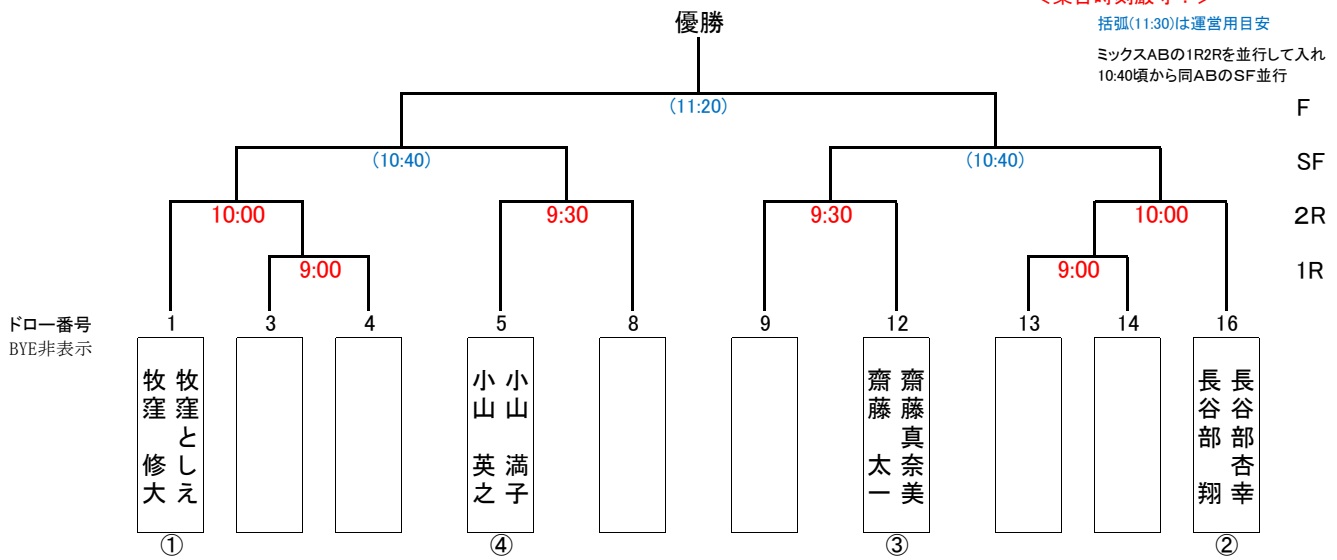 優勝
括弧(11:30)は運営用目安
ミックスABの1R2Rを並行して入れ
10:40頃から同ABのSF並行
(11:20)
F
(10:40)
(10:40)
SF
10:00
9:30
9:30
10:00
2R
9:00
9:00
1R
ドロー番号
1
3
4
5
8
9
12
13
14
16
BYE非表示
牧窪としえ
牧窪 修大
小山 満子
小山 英之
齋藤真奈美
齋藤 太一
長谷部杏幸
長谷部 翔
①
④
③
②